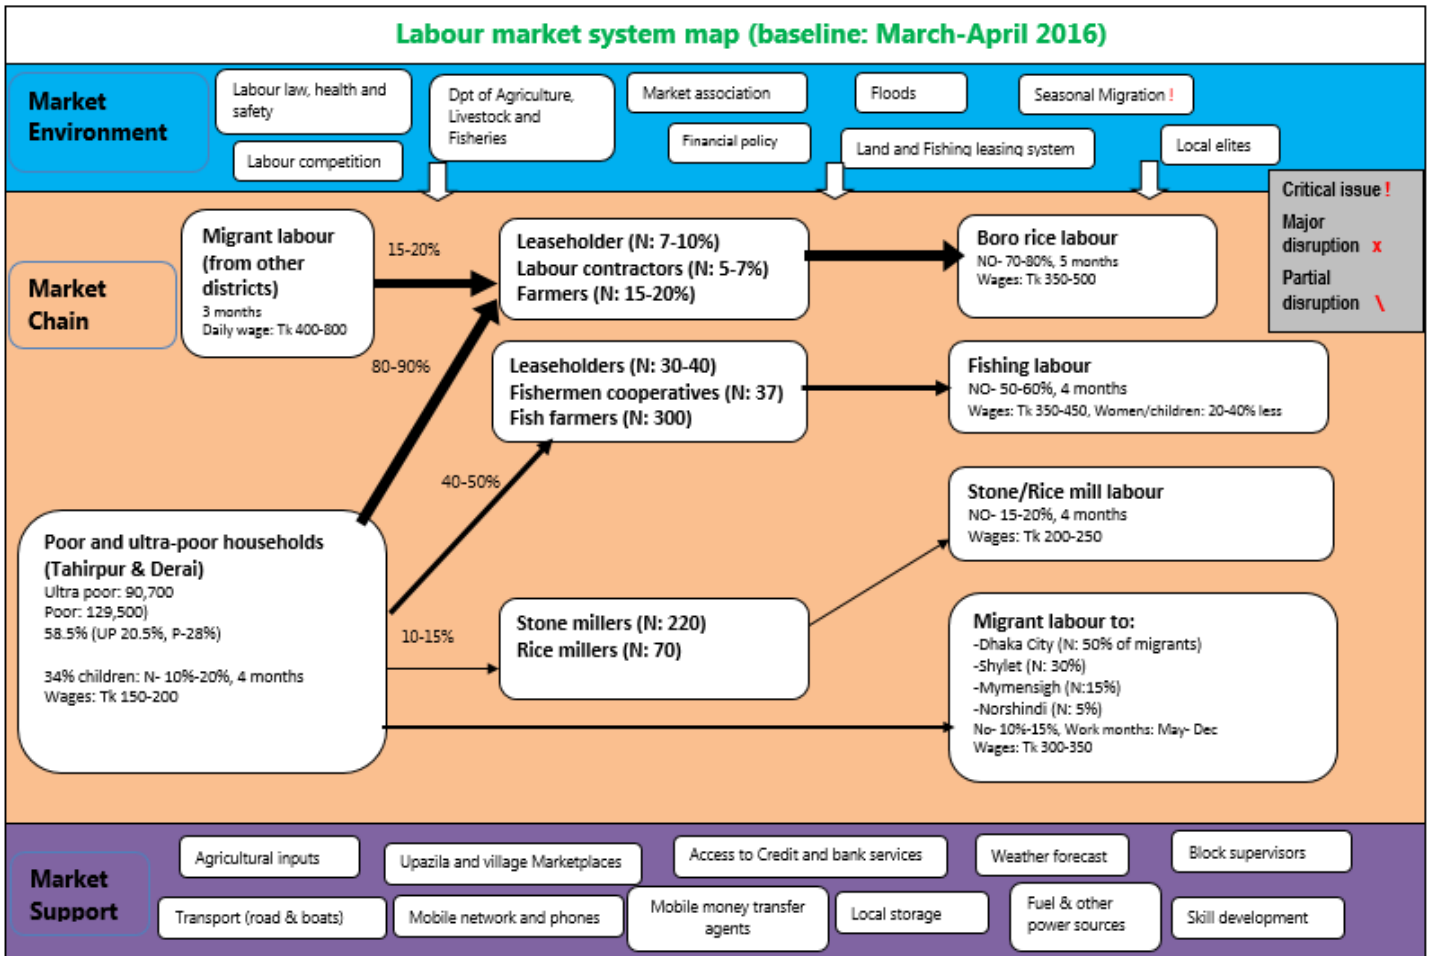 Labour market system map (baseline: March-April 2016)
Market
Environment
Labour law, health and
safety
Labour competition
Dpt of Agriculture,
Livestock and
Fisheries
Market association
Financial policy
Floods
Land and Fishing leasing system
Seasonal Migration !
Local elites
Critical issue !
Major
disruption x
Partial
disruption \
Market
Chain
Migrant labour
(from other
districts)
3 months
Daily wage: Tk 400-800
15-20%
80-90%
Leaseholder (N: 7-10%)
Labour contractors (N: 5-7%)
Farmers (N: 15-20%)
Boro rice labour
NO- 70-80%, 5 months
Wages: Tk 350-500
Leaseholders (N: 30-40)
Fishermen cooperatives (N: 37)
Fish farmers (N: 300)
Fishing labour
NO- 50-60%, 4 months
Wages: Tk 350-450, Women/children: 20-40% less
40-50%
Stone/Rice mill labour
NO- 15-20%, 4 months
Wages: Tk 200-250
Poor and ultra-poor households
(Tahirpur & Derai)
Ultra poor: 90,700
Poor: 129,500)
58.5% (UP 20.5%, P-28%)
34% children: N- 10%-20%, 4 months
Wages: Tk 150-200
10-15%
Stone millers (N: 220)
Rice millers (N: 70)
Migrant labour to:
-Dhaka City (N: 50% of migrants)
-Shylet (N: 30%)
-Mymensigh (N:15%)
-Norshindi (N: 5%)
No- 10%-15%, Work months: May- Dec
Wages: Tk 300-350
Market
Support
Agricultural inputs
Upazila and village Marketplaces
Access to Credit and bank services
Weather forecast
Block supervisors
Transport (road & boats)
Mobile network and phones
Mobile money transfer
agents
Local storage
Fuel & other
power sources
Skill development